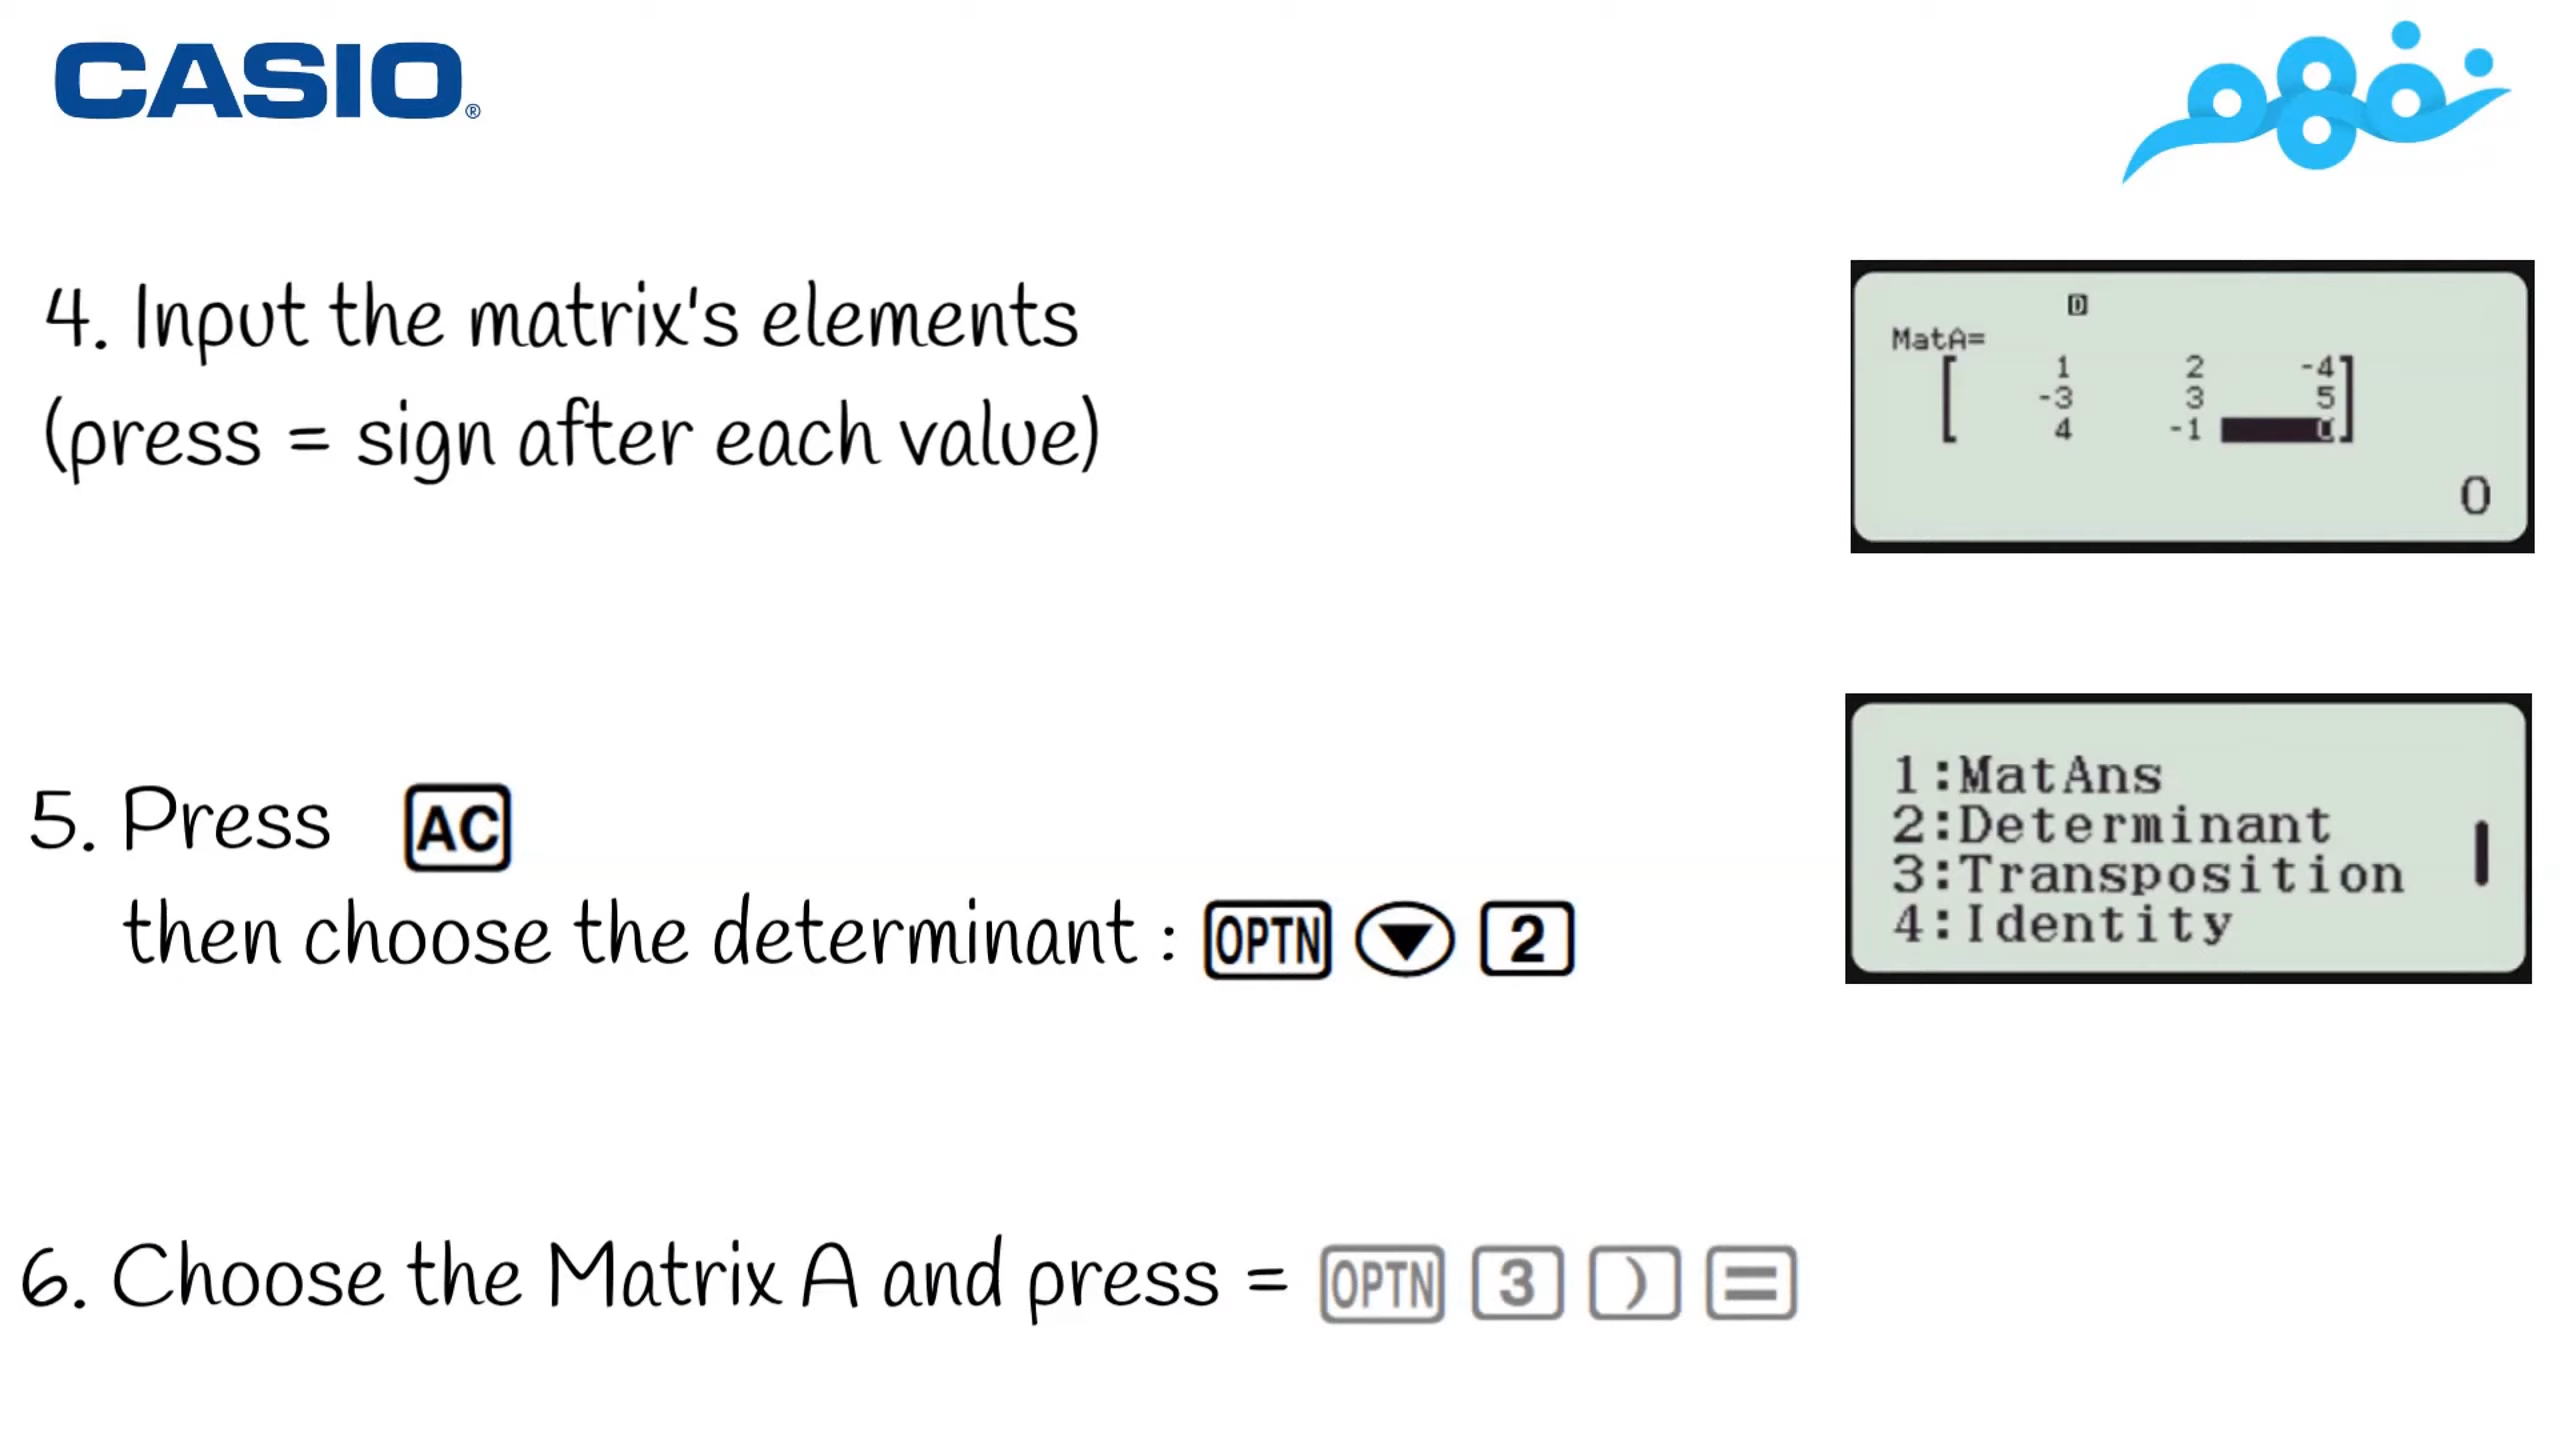 CASIO®
نفهم
4. Input the matrix's elements
(press = sign after each value)
D
MatA=
1 2 -4
-3 3 5
4 -1 0
0
5. Press AC
then choose the determinant : OPTN ▼ 2
1:MatAns
2:Determinant
3:Transposition
4:Identity
6. Choose the Matrix A and press = OPTN 3 ) =